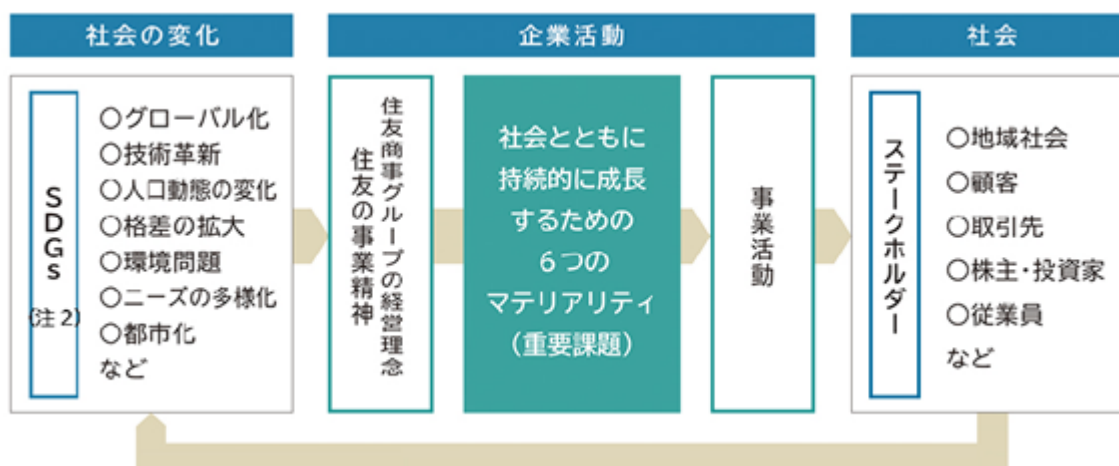 社会の変化
企業活動
社会
SDGs
(注2)
○グローバル化
○技術革新
○人口動態の変化
○格差の拡大
○環境問題
○ニーズの多様化
○都市化
など
住友商事グループの経営理念
住友の事業精神
社会とともに
持続的に成長
するための
6つの
マテリアリティ
(重要課題)
事業活動
ステークホルダー
○地域社会
○顧客
○取引先
○株主・投資家
○従業員
など